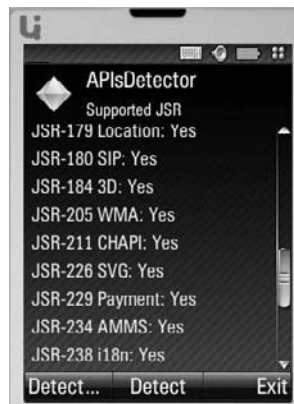 APIsDetector
Supported JSR
JSR-179 Location: Yes
JSR-180 SIP: Yes
JSR-184 3D: Yes
JSR-205 WMA: Yes
JSR-211 CHAPI: Yes
JSR-226 SVG: Yes
JSR-229 Payment: Yes
JSR-234 AMMS: Yes
JSR-238 i18n: Yes
Detect... Detect Exit